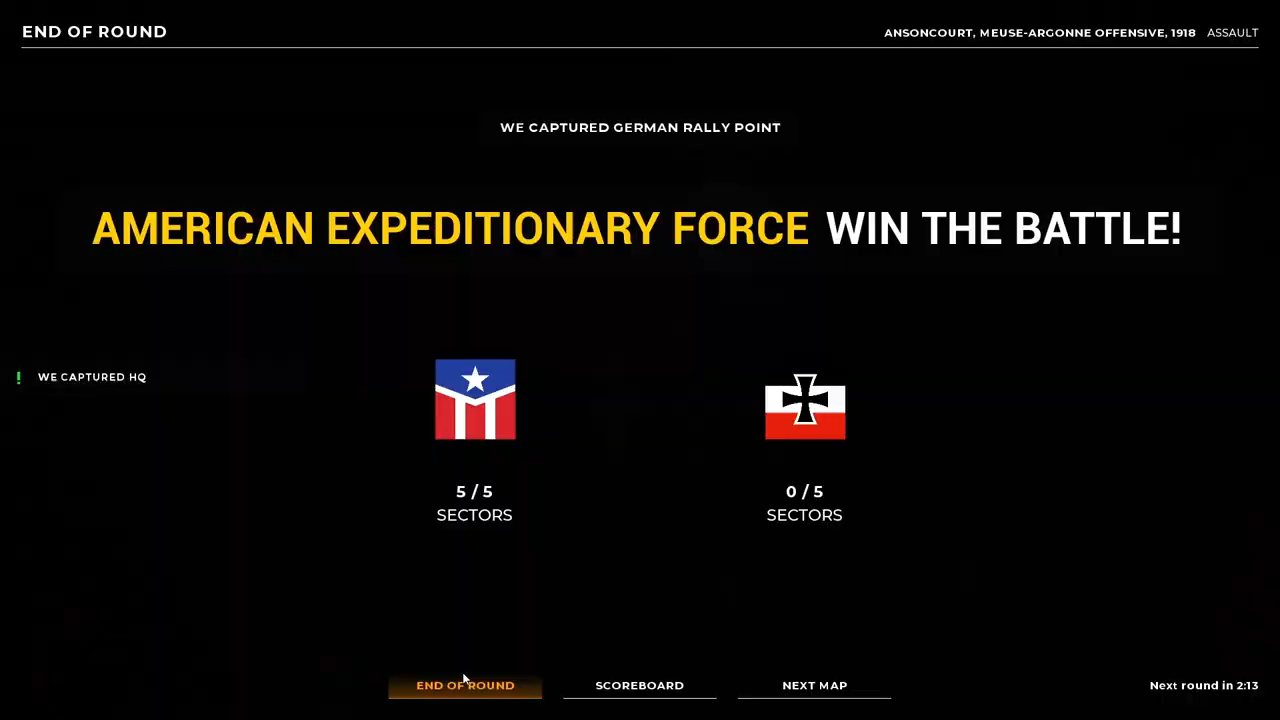 END OF ROUND
ANSONCOURT, MEUSE-ARGONNE OFFENSIVE, 1918 ASSAULT
WE CAPTURED GERMAN RALLY POINT
AMERICAN EXPEDITIONARY FORCE WIN THE BATTLE!
! WE CAPTURED HQ
5 / 5
SECTORS
0 / 5
SECTORS
END OF ROUND
SCOREBOARD
NEXT MAP
Next round in 2:13